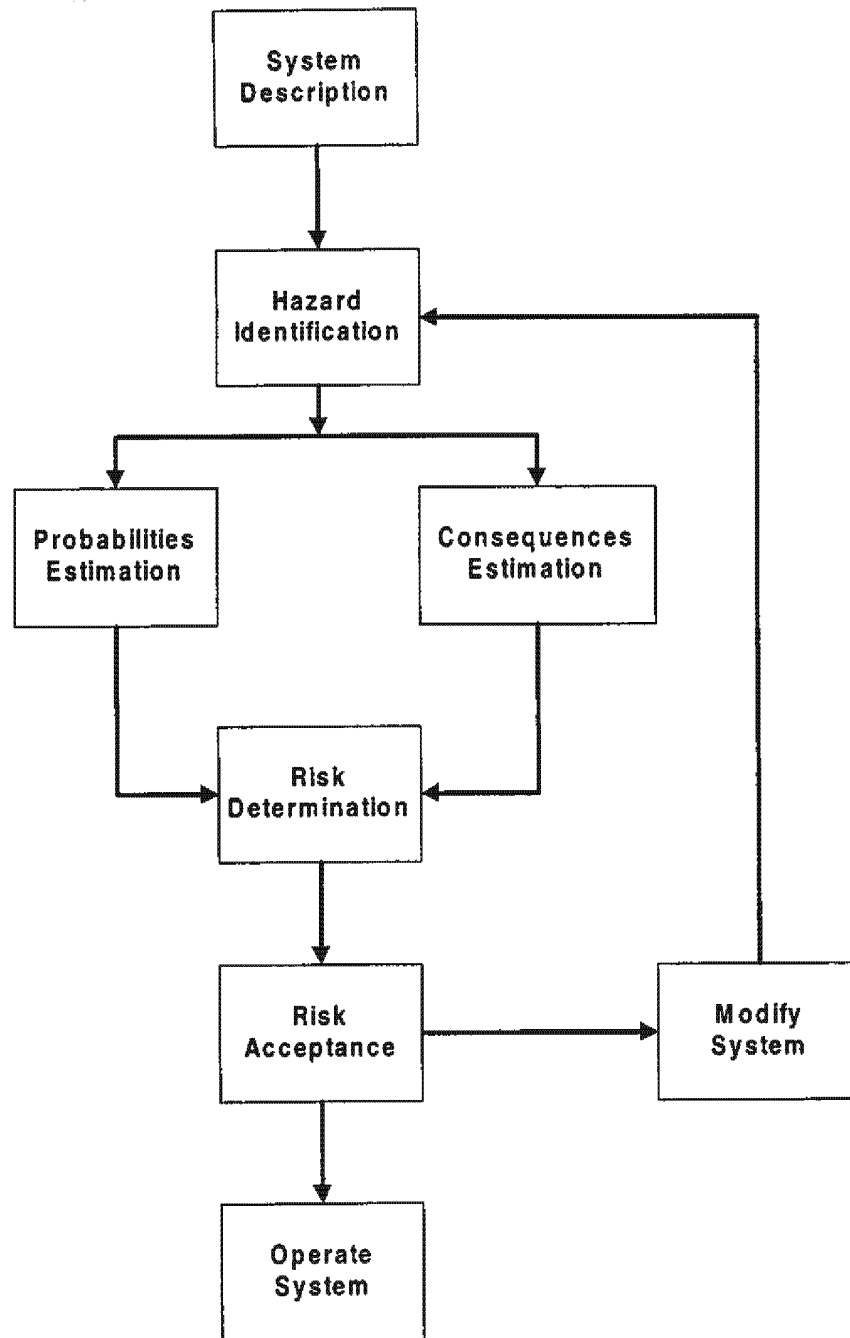 System
Description
Hazard
Identification
Probabilities
Estimation
Consequences
Estimation
Risk
Determination
Risk
Acceptance
Modify
System
Operate
System